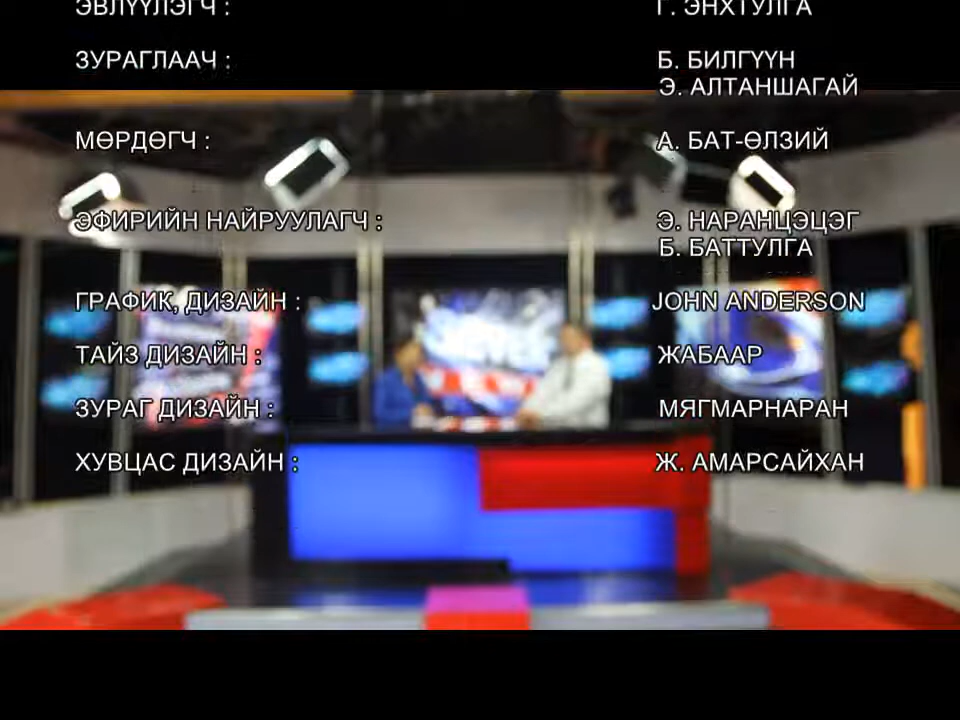 ЭВЛҮҮЛЭГЧ : Г. ЭНХТУЛГА
ЗУРАГЛААЧ : Б. БИЛГҮҮН
Э. АЛТАНШАГАЙ
МӨРДӨГЧ : А. БАТ-ӨЛЗИЙ
ЭФИРИЙН НАЙРУУЛАГЧ : Э. НАРАНЦЭЦЭГ
Б. БАТТУЛГА
ГРАФИК, ДИЗАЙН : JOHN ANDERSON
ТАЙЗ ДИЗАЙН : ЖАБААР
ЗУРАГ ДИЗАЙН : МЯГМАРНАРАН
ХУВЦАС ДИЗАЙН : Ж. АМАРСАЙХАН